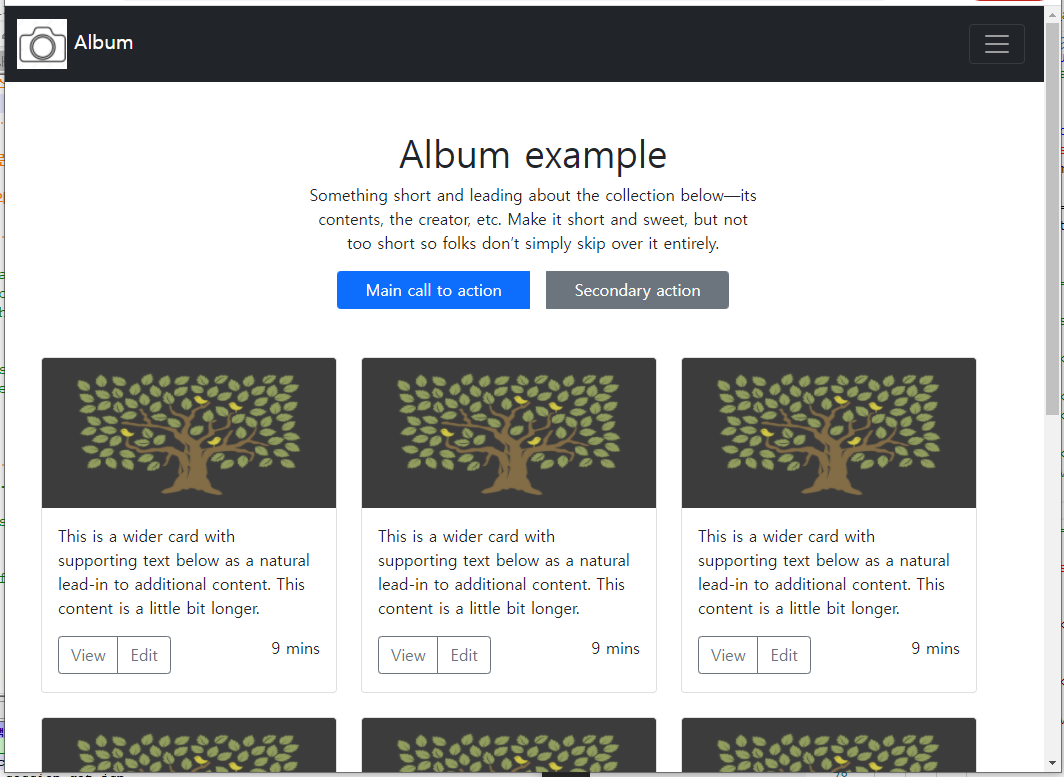 Album
Album example
Something short and leading about the collection below—its
contents, the creator, etc. Make it short and sweet, but not
too short so folks don't simply skip over it entirely.
Main call to action
Secondary action
This is a wider card with
supporting text below as a natural
lead-in to additional content. This
content is a little bit longer.
View
Edit
9 mins
This is a wider card with
supporting text below as a natural
lead-in to additional content. This
content is a little bit longer.
View
Edit
9 mins
This is a wider card with
supporting text below as a natural
lead-in to additional content. This
content is a little bit longer.
View
Edit
9 mins